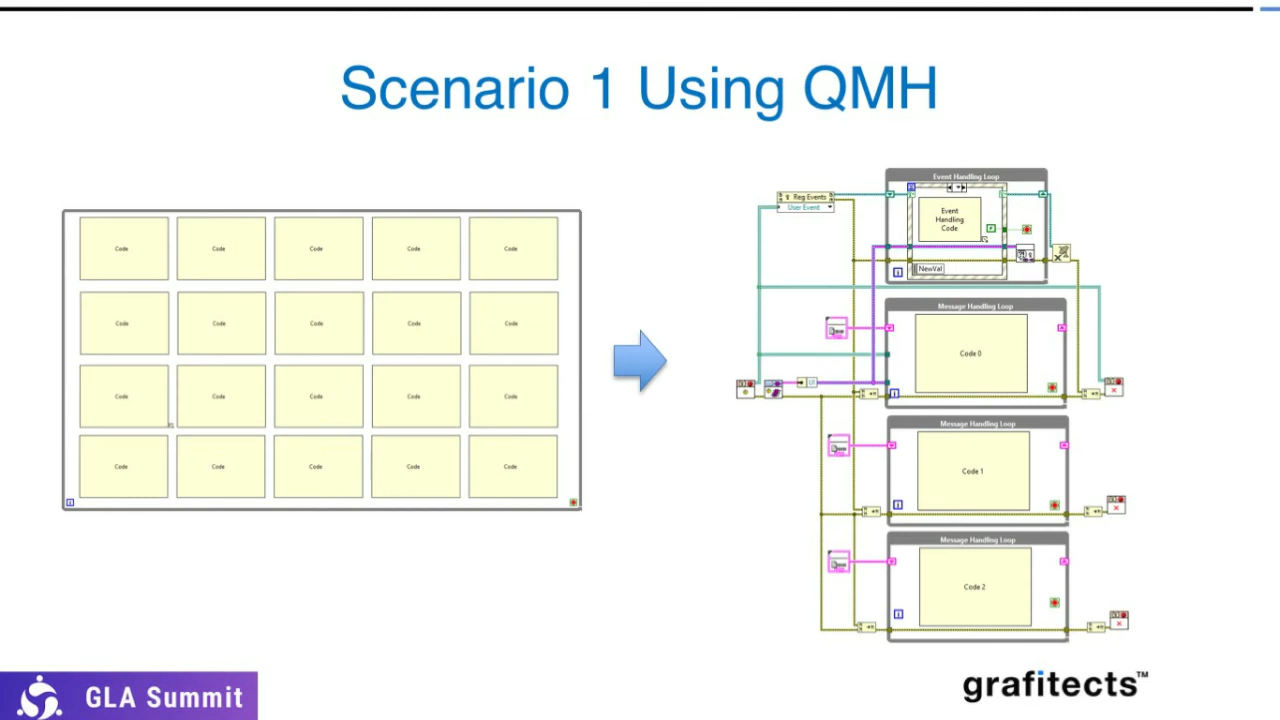 Scenario 1 Using QMH
Code Code Code Code Code
Code Code Code Code Code
Code Code Code Code Code
Code Code Code Code Code
Event Handling Loop
Reg Events
User Event
Event
Handling
Code
NewVal
Message Handling Loop
Code 0
UI
Message Handling Loop
Code 1
Message Handling Loop
Code 2
GLA Summit
grafitects™